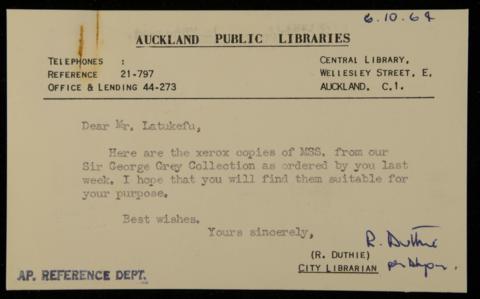 6.10.64
AUCKLAND PUBLIC LIBRARIES
TELEPHONES :
REFERENCE 21-797
OFFICE & LENDING 44-273
CENTRAL LIBRARY,
WELLESLEY STREET, E,
AUCKLAND. C.1.
Dear Mr. Latukefu,
Here are the xerox copies of MSS. from our
Sir George Grey Collection as ordered by you last
week. I hope that you will find them suitable for
your purpose.
Best wishes.
Yours sincerely,
R. Duthie
(R. DUTHIE)
CITY LIBRARIAN per
AP. REFERENCE DEPT.